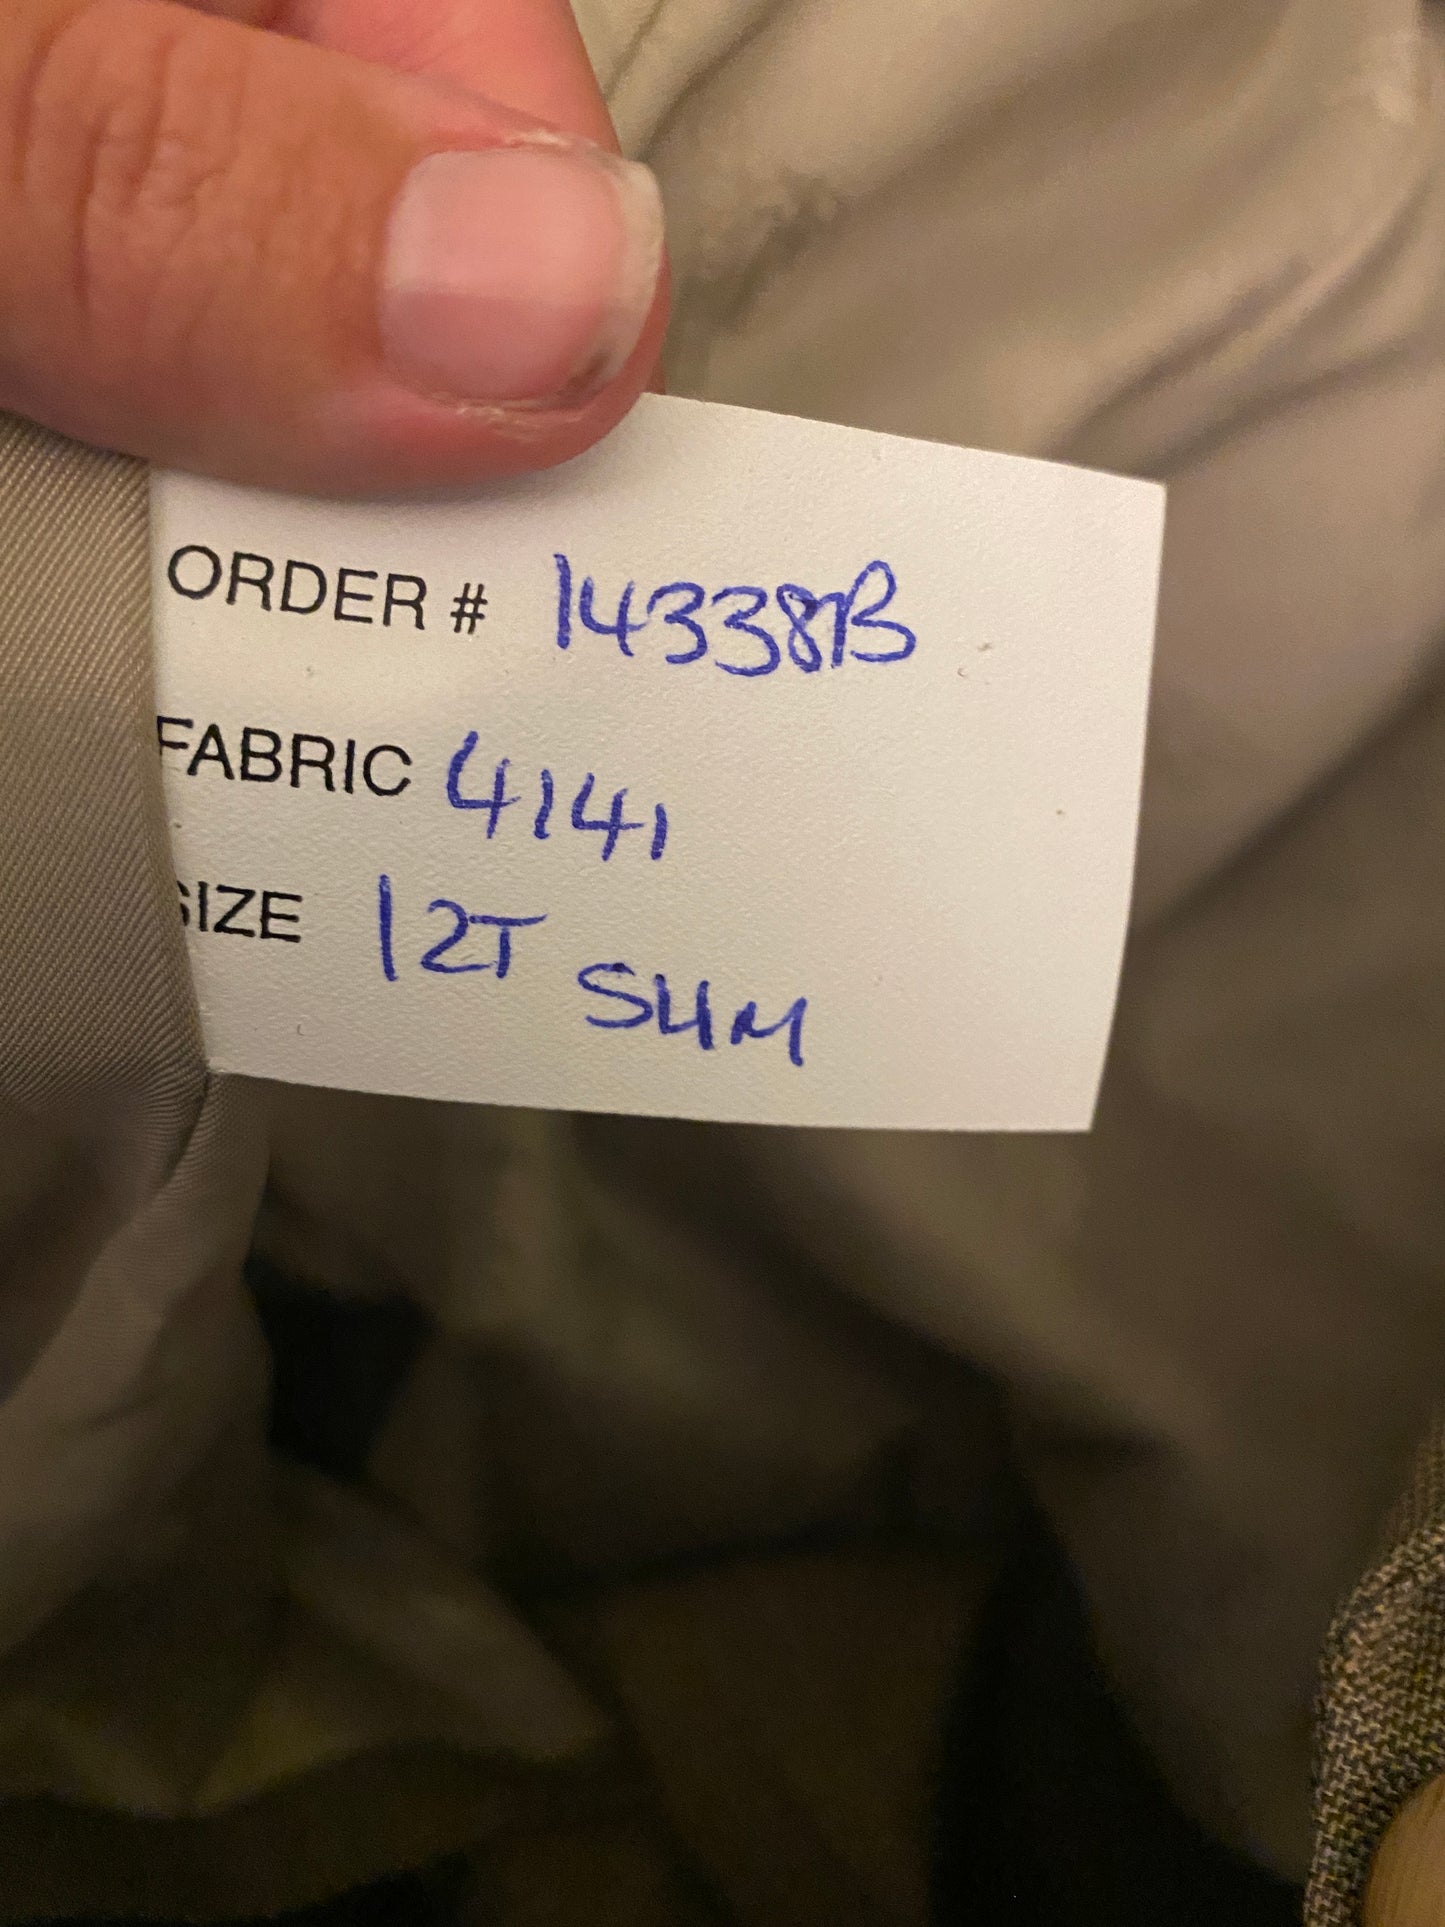 ORDER # 14338B
FABRIC 4141
SIZE 12T
SLIM